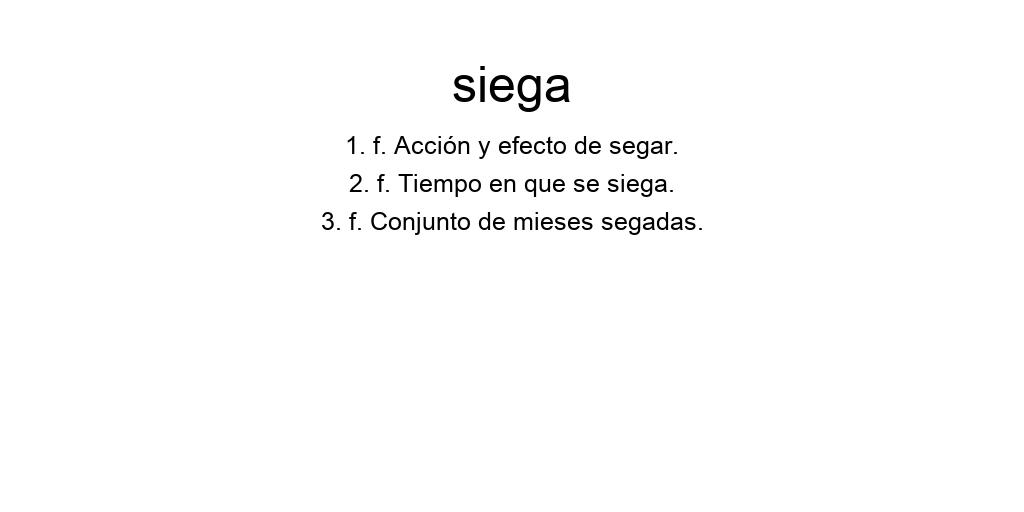 siega
1. f. Acción y efecto de segar.
2. f. Tiempo en que se siega.
3. f. Conjunto de mieses segadas.